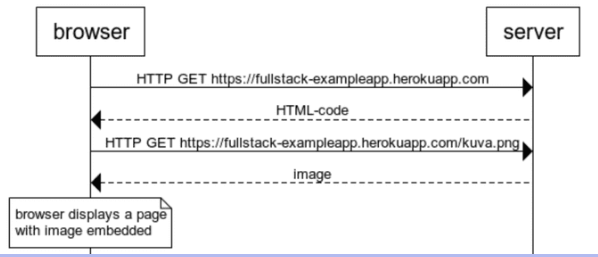 browser
server
HTTP GET https://fullstack-exampleapp.herokuapp.com
HTML-code
HTTP GET https://fullstack-exampleapp.herokuapp.com/kuva.png
image
browser displays a page
with image embedded